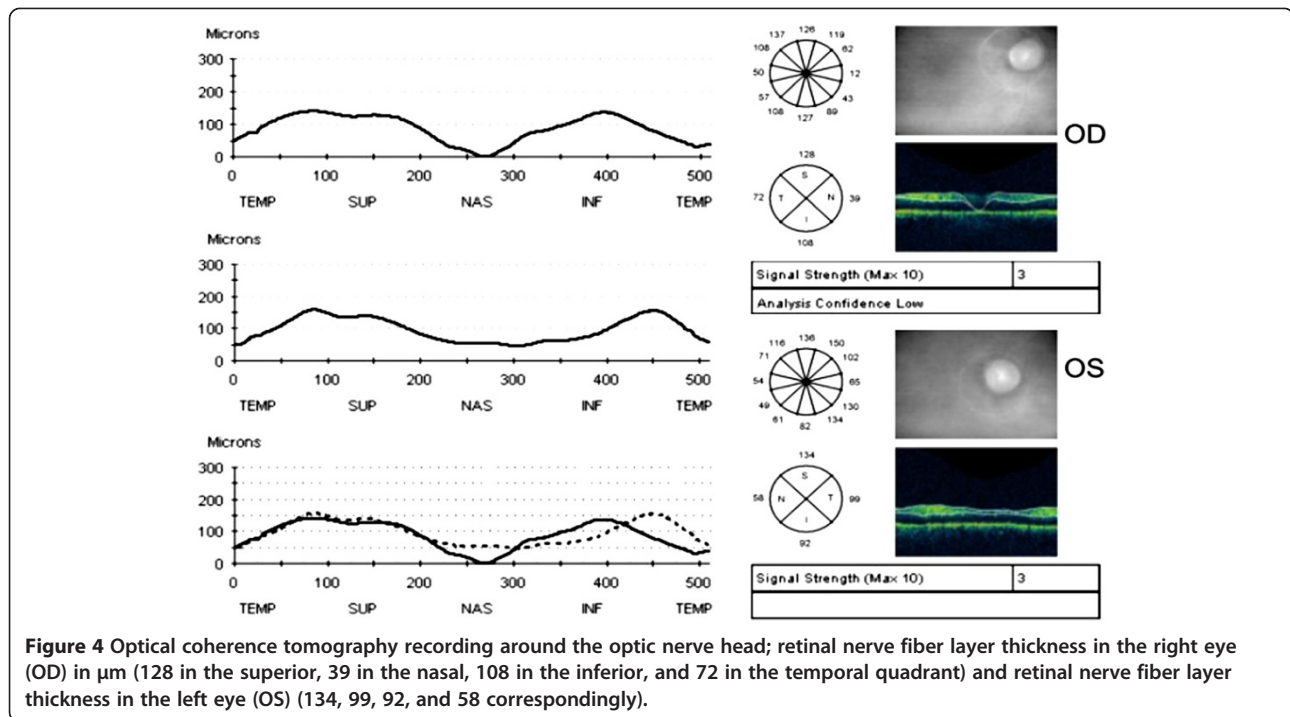 Microns
300
200
100
0
0 100 200 300 400 500
TEMP SUP NAS INF TEMP
Microns
300
200
100
0
0 100 200 300 400 500
TEMP SUP NAS INF TEMP
Microns
300
200
100
0
0 100 200 300 400 500
TEMP SUP NAS INF TEMP
126
137 119
108 62
50 12
57 43
108 89
127
OD
128
S
72 T N 39
I
108
Signal Strength (Max 10) 3
Analysis Confidence Low
136
116 150
71 102
54 65
49 130
61 134
82
OS
134
S
58 N T 99
I
92
Signal Strength (Max 10) 3
Figure 4 Optical coherence tomography recording around the optic nerve head; retinal nerve fiber layer thickness in the right eye
(OD) in μm (128 in the superior, 39 in the nasal, 108 in the inferior, and 72 in the temporal quadrant) and retinal nerve fiber layer
thickness in the left eye (OS) (134, 99, 92, and 58 correspondingly).